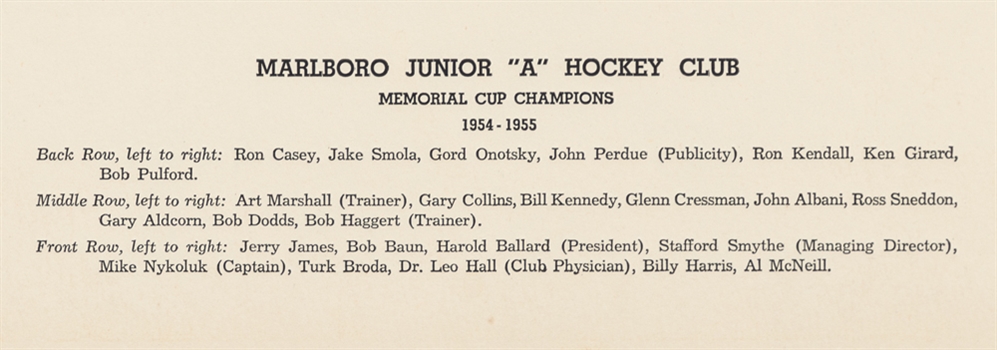 MARLBORO JUNIOR "A" HOCKEY CLUB
MEMORIAL CUP CHAMPIONS
1954 - 1955
Back Row, left to right: Ron Casey, Jake Smola, Gord Onotsky, John Perdue (Publicity), Ron Kendall, Ken Girard,
Bob Pulford.
Middle Row, left to right: Art Marshall (Trainer), Gary Collins, Bill Kennedy, Glenn Cressman, John Albani, Ross Sneddon,
Gary Aldcorn, Bob Dodds, Bob Haggert (Trainer).
Front Row, left to right: Jerry James, Bob Baun, Harold Ballard (President), Stafford Smythe (Managing Director),
Mike Nykoluk (Captain), Turk Broda, Dr. Leo Hall (Club Physician), Billy Harris, Al McNeill.